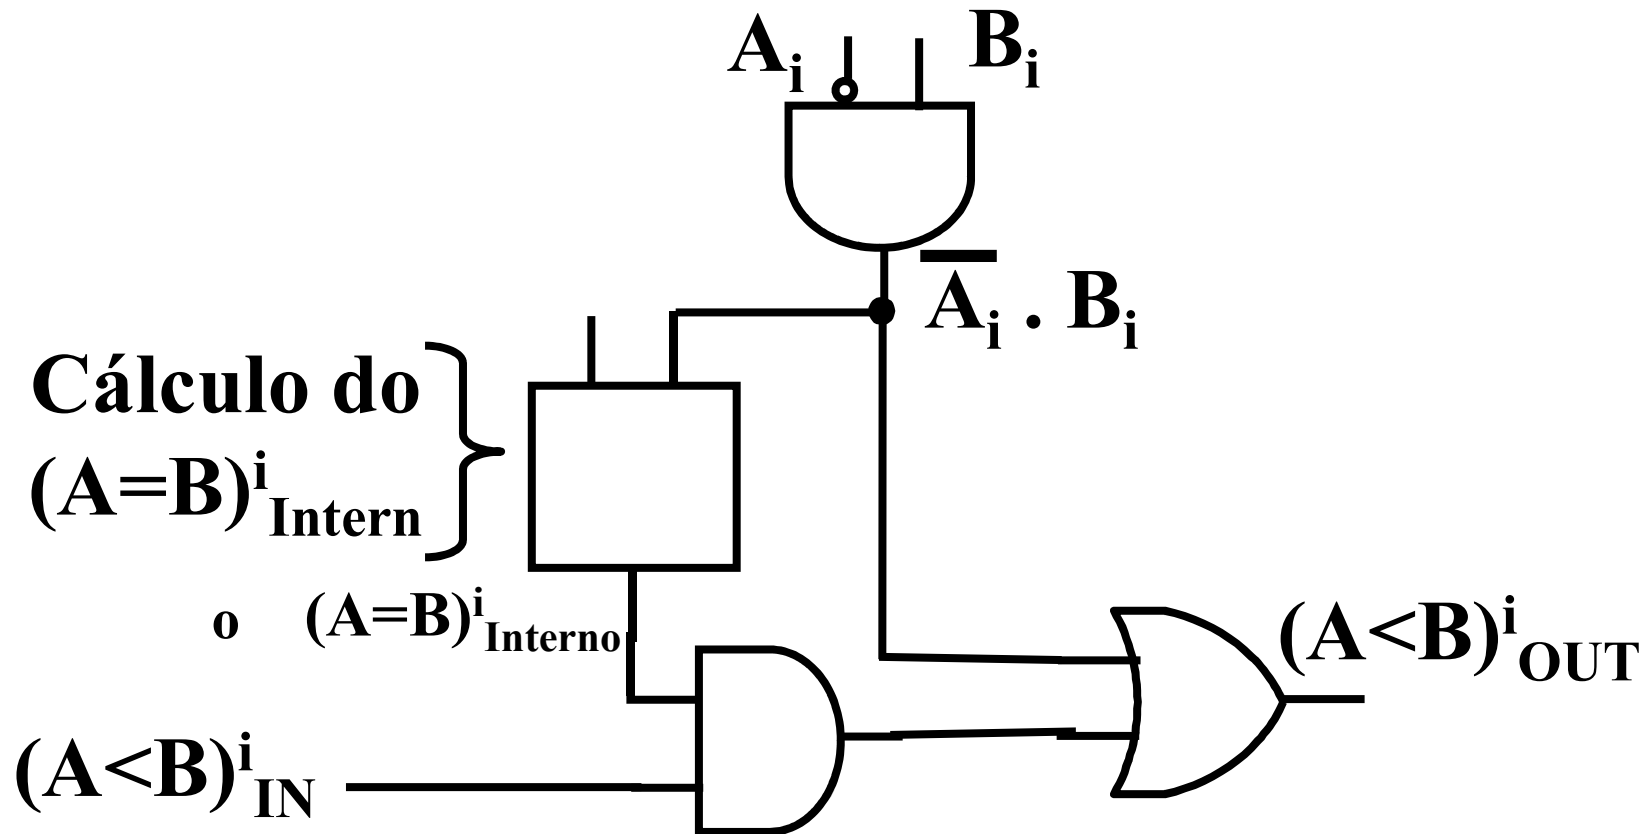 Ai Bi
Ai . Bi
Cálculo do
(A=B)iIntern
o (A=B)iInterno
(A<B)iOUT
(A<B)iIN